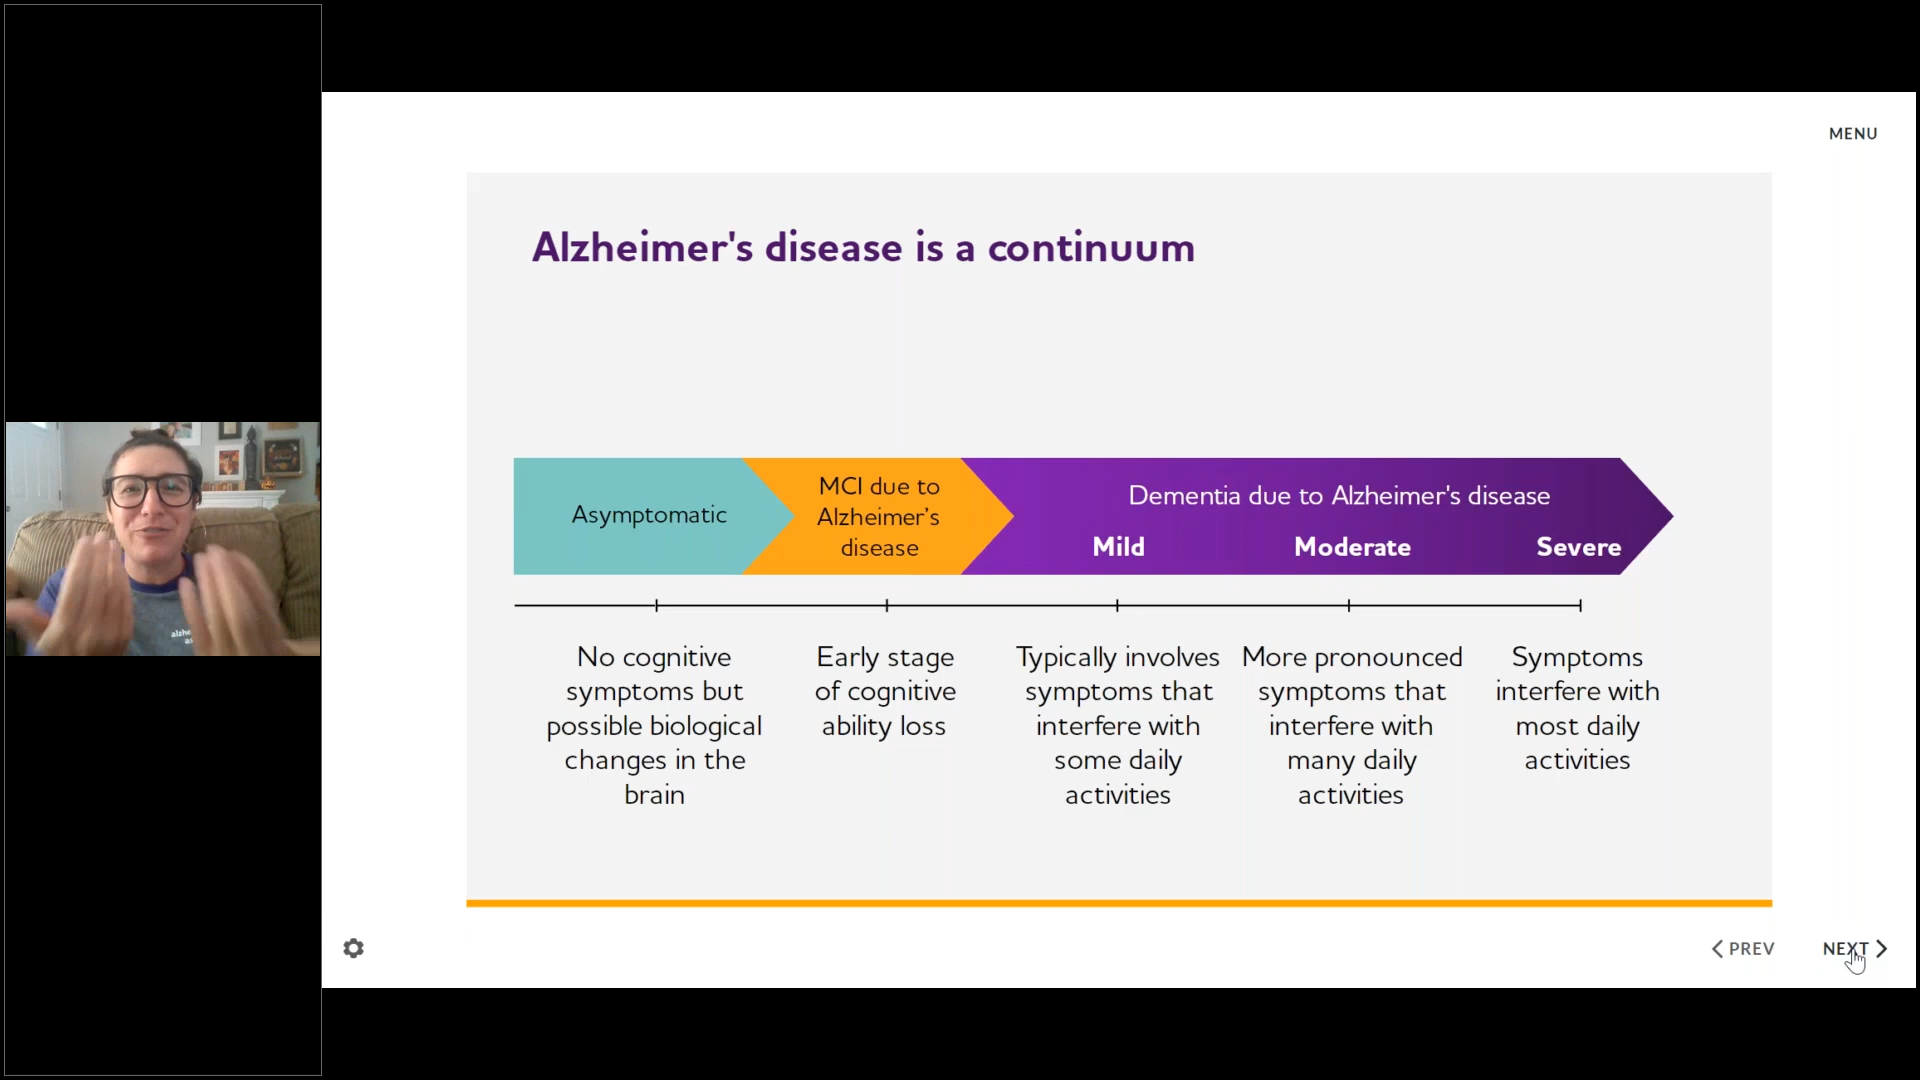 MENU
Alzheimer's disease is a continuum
Asymptomatic
MCI due to
Alzheimer’s
disease
Dementia due to Alzheimer's disease
Mild
Moderate
Severe
No cognitive
symptoms but
possible biological
changes in the
brain
Early stage
of cognitive
ability loss
Typically involves
symptoms that
interfere with
some daily
activities
More pronounced
symptoms that
interfere with
many daily
activities
Symptoms
interfere with
most daily
activities
PREV
NEXT